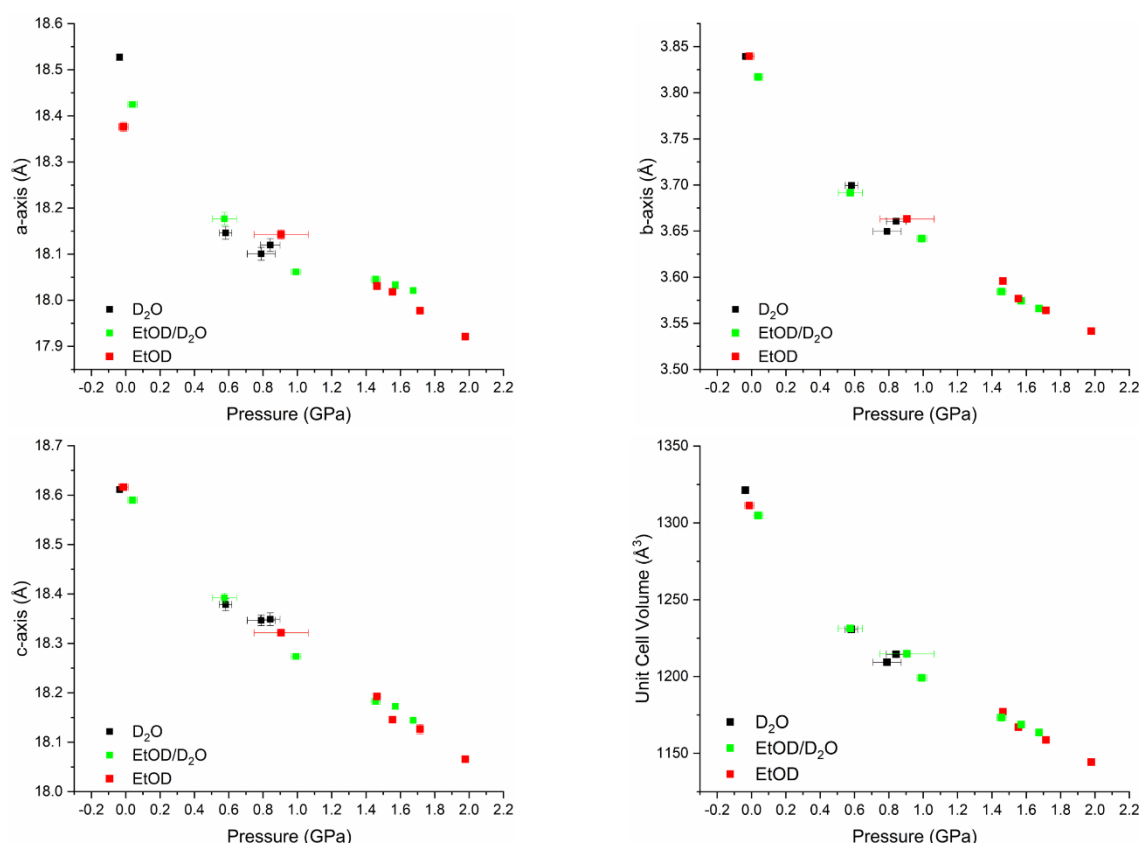 18.6
18.5
18.4
18.3
18.2
18.1
18.0
17.9
a-axis (Å)
D₂O
EtOD/D₂O
EtOD
-0.2 0.0 0.2 0.4 0.6 0.8 1.0 1.2 1.4 1.6 1.8 2.0 2.2
Pressure (GPa)
3.85
3.80
3.75
3.70
3.65
3.60
3.55
3.50
b-axis (Å)
D₂O
EtOD/D₂O
EtOD
-0.2 0.0 0.2 0.4 0.6 0.8 1.0 1.2 1.4 1.6 1.8 2.0 2.2
Pressure (GPa)
18.7
18.6
18.5
18.4
18.3
18.2
18.1
18.0
c-axis (Å)
D₂O
EtOD/D₂O
EtOD
-0.2 0.0 0.2 0.4 0.6 0.8 1.0 1.2 1.4 1.6 1.8 2.0 2.2
Pressure (GPa)
1350
1300
1250
1200
1150
Unit Cell Volume (Å³)
D₂O
EtOD/D₂O
EtOD
-0.2 0.0 0.2 0.4 0.6 0.8 1.0 1.2 1.4 1.6 1.8 2.0 2.2
Pressure (GPa)